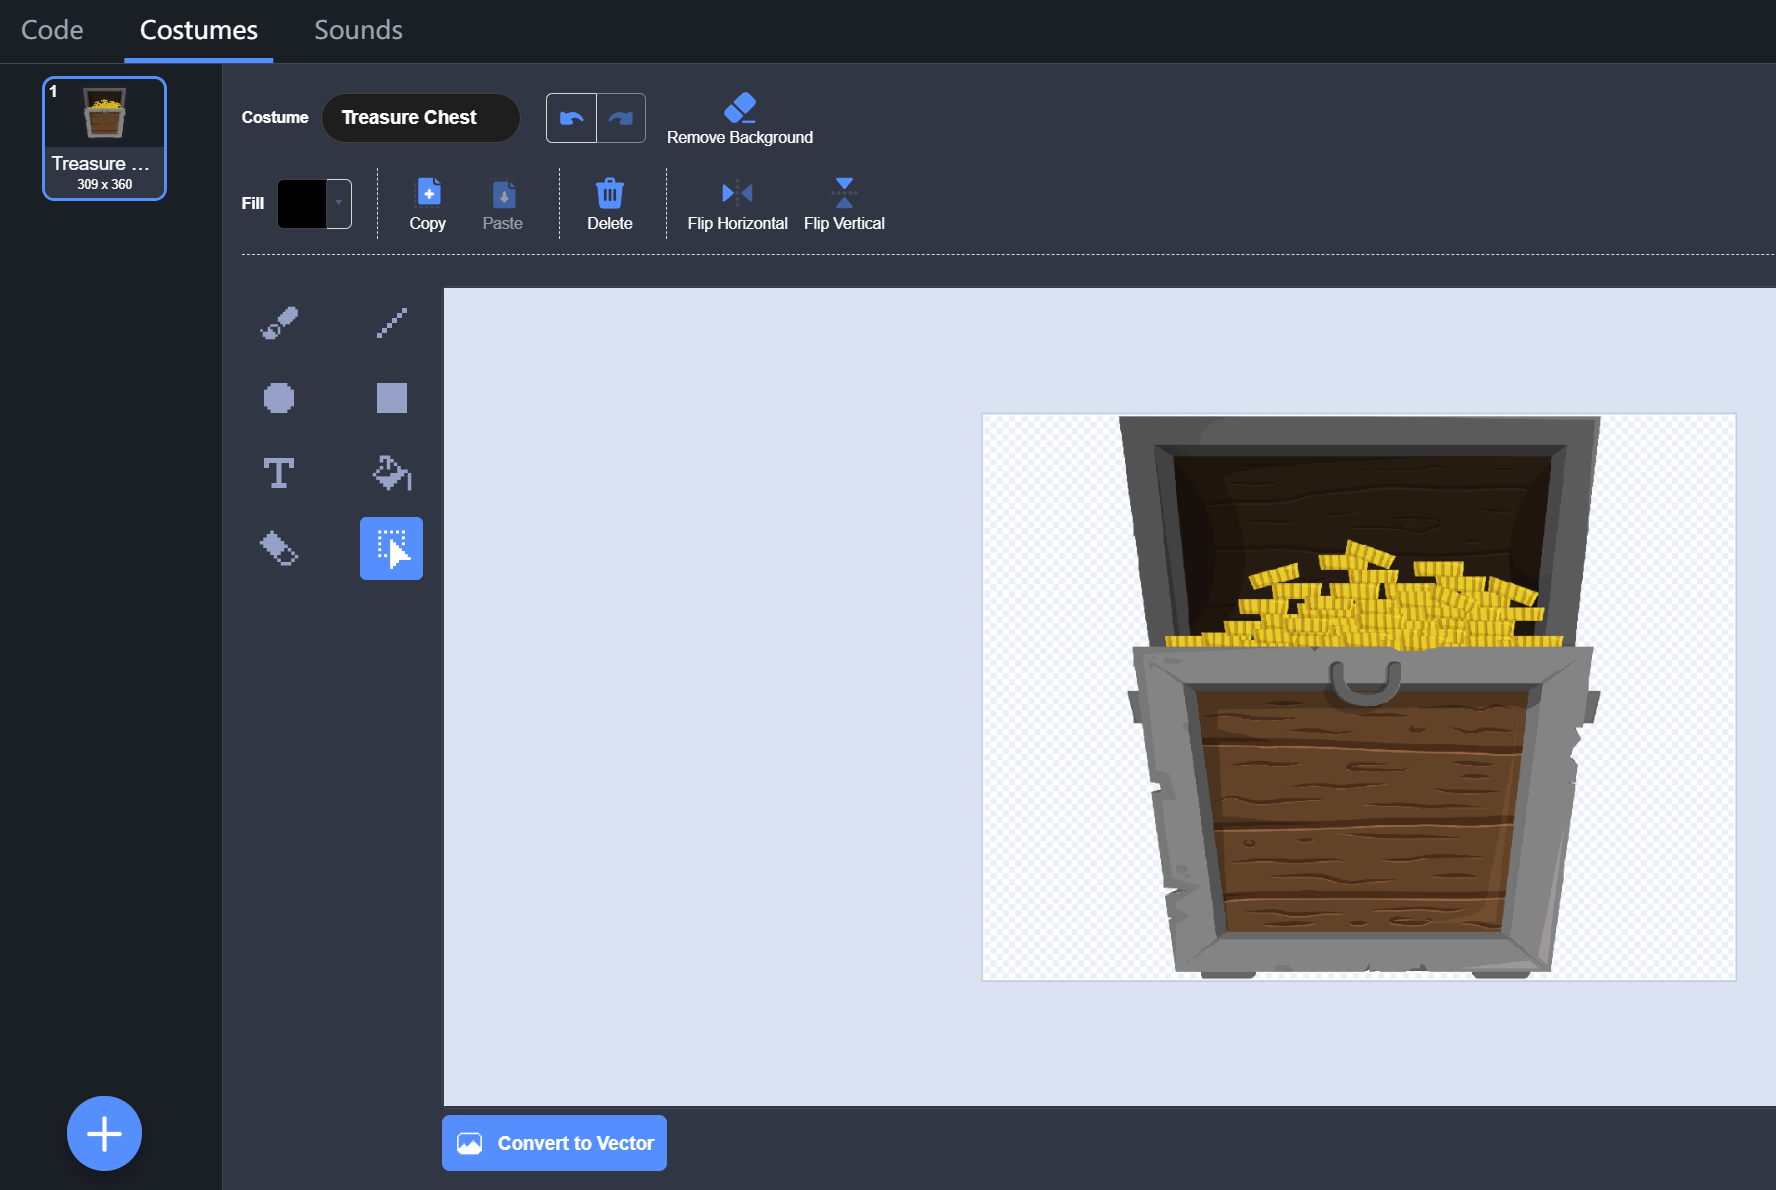 Code Costumes Sounds
1
Treasure ...
309 x 360
Costume Treasure Chest
Remove Background
Fill
Copy Paste Delete Flip Horizontal Flip Vertical
T
Convert to Vector